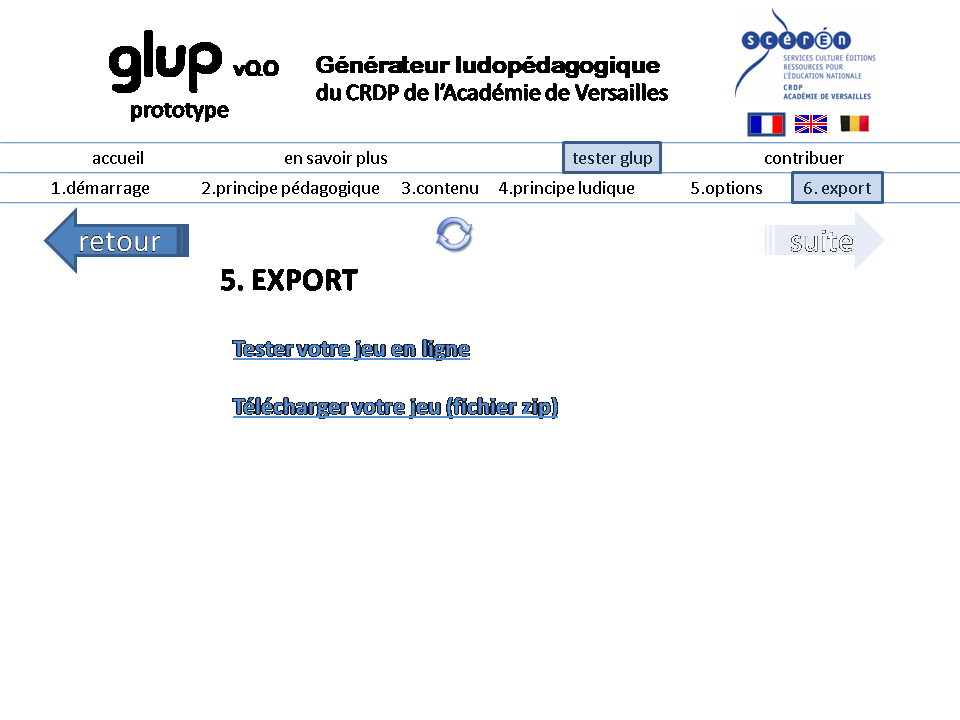 glup v0.0
prototype
Générateur ludopédagogique
du CRDP de l'Académie de Versailles
scérén
SERVICES CULTURE ÉDITIONS
RESSOURCES POUR
L'ÉDUCATION NATIONALE
CRDP
ACADÉMIE DE VERSAILLES
accueil en savoir plus tester glup contribuer
1.démarrage 2.principe pédagogique 3.contenu 4.principe ludique 5.options 6. export
retour suite
5. EXPORT
Tester votre jeu en ligne
Télécharger votre jeu (fichier zip)